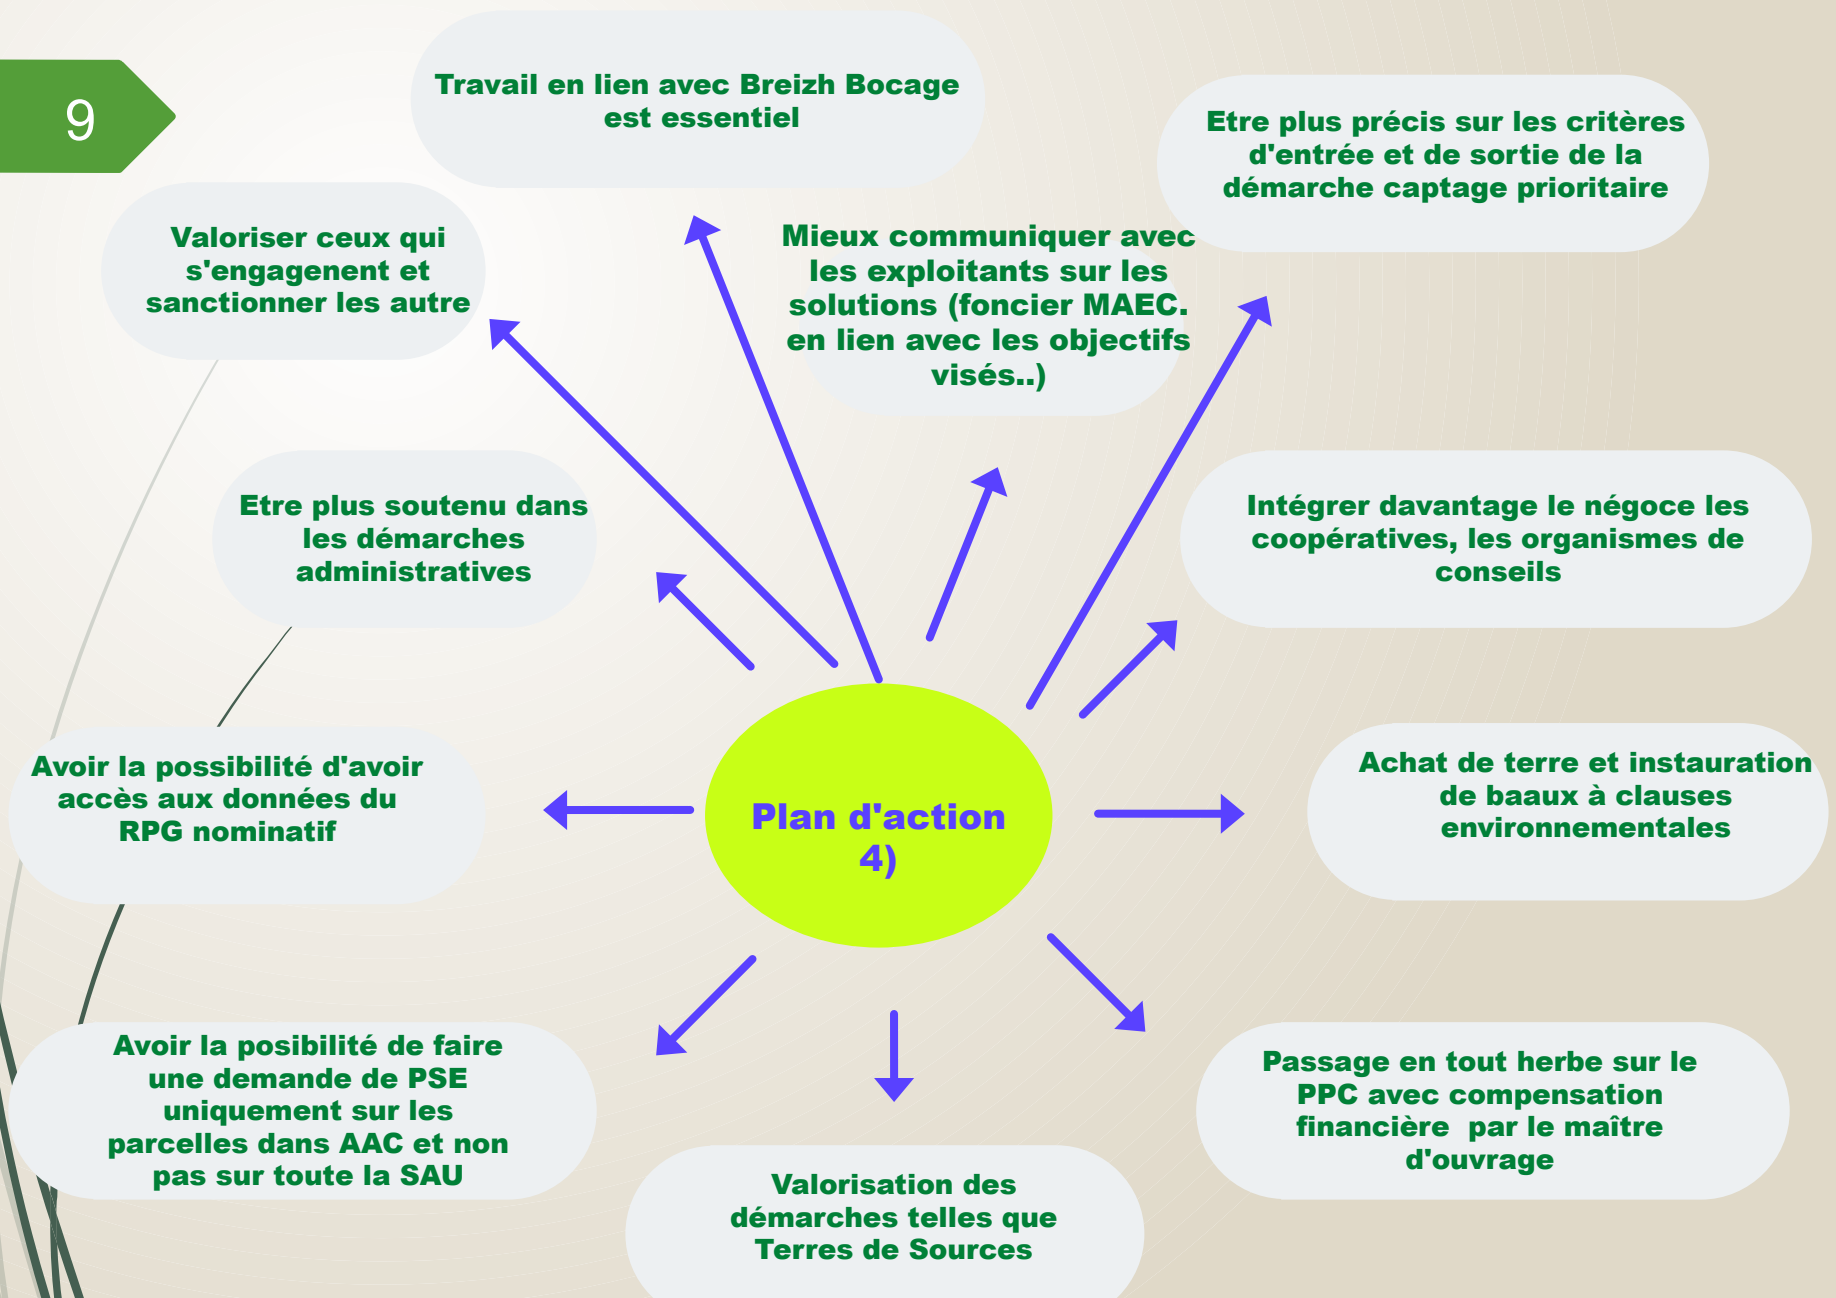 9
Travail en lien avec Breizh Bocage
est essentiel
Etre plus précis sur les critères
d'entrée et de sortie de la
démarche captage prioritaire
Valoriser ceux qui
s'engagenent et
sanctionner les autre
Mieux communiquer avec
les exploitants sur les
solutions (foncier MAEC.
en lien avec les objectifs
visés..)
Etre plus soutenu dans
les démarches
administratives
Intégrer davantage le négoce les
coopératives, les organismes de
conseils
Avoir la possibilité d'avoir
accès aux données du
RPG nominatif
Plan d'action
4)
Achat de terre et instauration
de baaux à clauses
environnementales
Avoir la posibilité de faire
une demande de PSE
uniquement sur les
parcelles dans AAC et non
pas sur toute la SAU
Passage en tout herbe sur le
PPC avec compensation
financière  par le maître
d'ouvrage
Valorisation des
démarches telles que
Terres de Sources